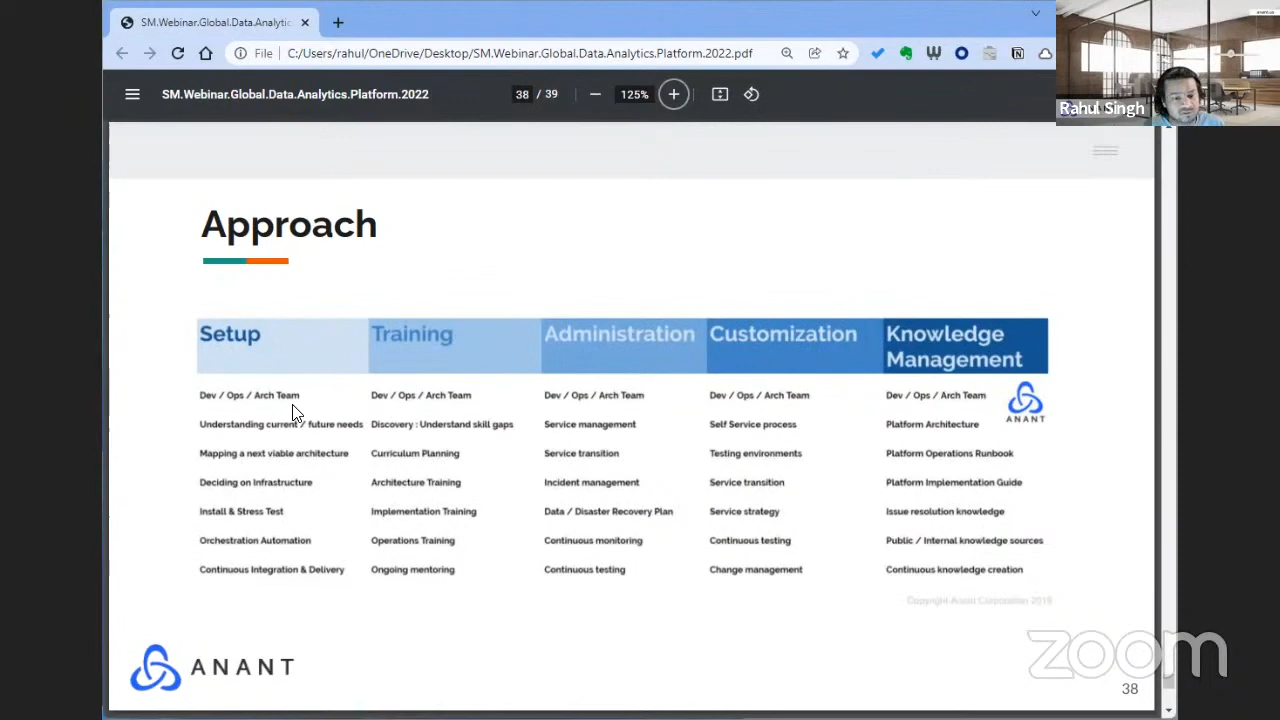 SM.Webinar.Global.Data.Analytic
File C:/Users/rahul/OneDrive/Desktop/SM.Webinar.Global.Data.Analytics.Platform.2022.pdf
SM.Webinar.Global.Data.Analytics.Platform.2022 38 / 39 125%
Rahul Singh
Approach
Setup Training Administration Customization Knowledge
Management
Dev / Ops / Arch Team Dev / Ops / Arch Team Dev / Ops / Arch Team Dev / Ops / Arch Team Dev / Ops / Arch Team
ANANT
Understanding current / future needs Discovery : Understand skill gaps Service management Self Service process Platform Architecture
Mapping a next viable architecture Curriculum Planning Service transition Testing environments Platform Operations Runbook
Deciding on Infrastructure Architecture Training Incident management Service transition Platform Implementation Guide
Install & Stress Test Implementation Training Data / Disaster Recovery Plan Service strategy Issue resolution knowledge
Orchestration Automation Operations Training Continuous monitoring Continuous testing Public / Internal knowledge sources
Continuous Integration & Delivery Ongoing mentoring Continuous testing Change management Continuous knowledge creation
Copyright Anant Corporation 2019
ANANT
zoom
38